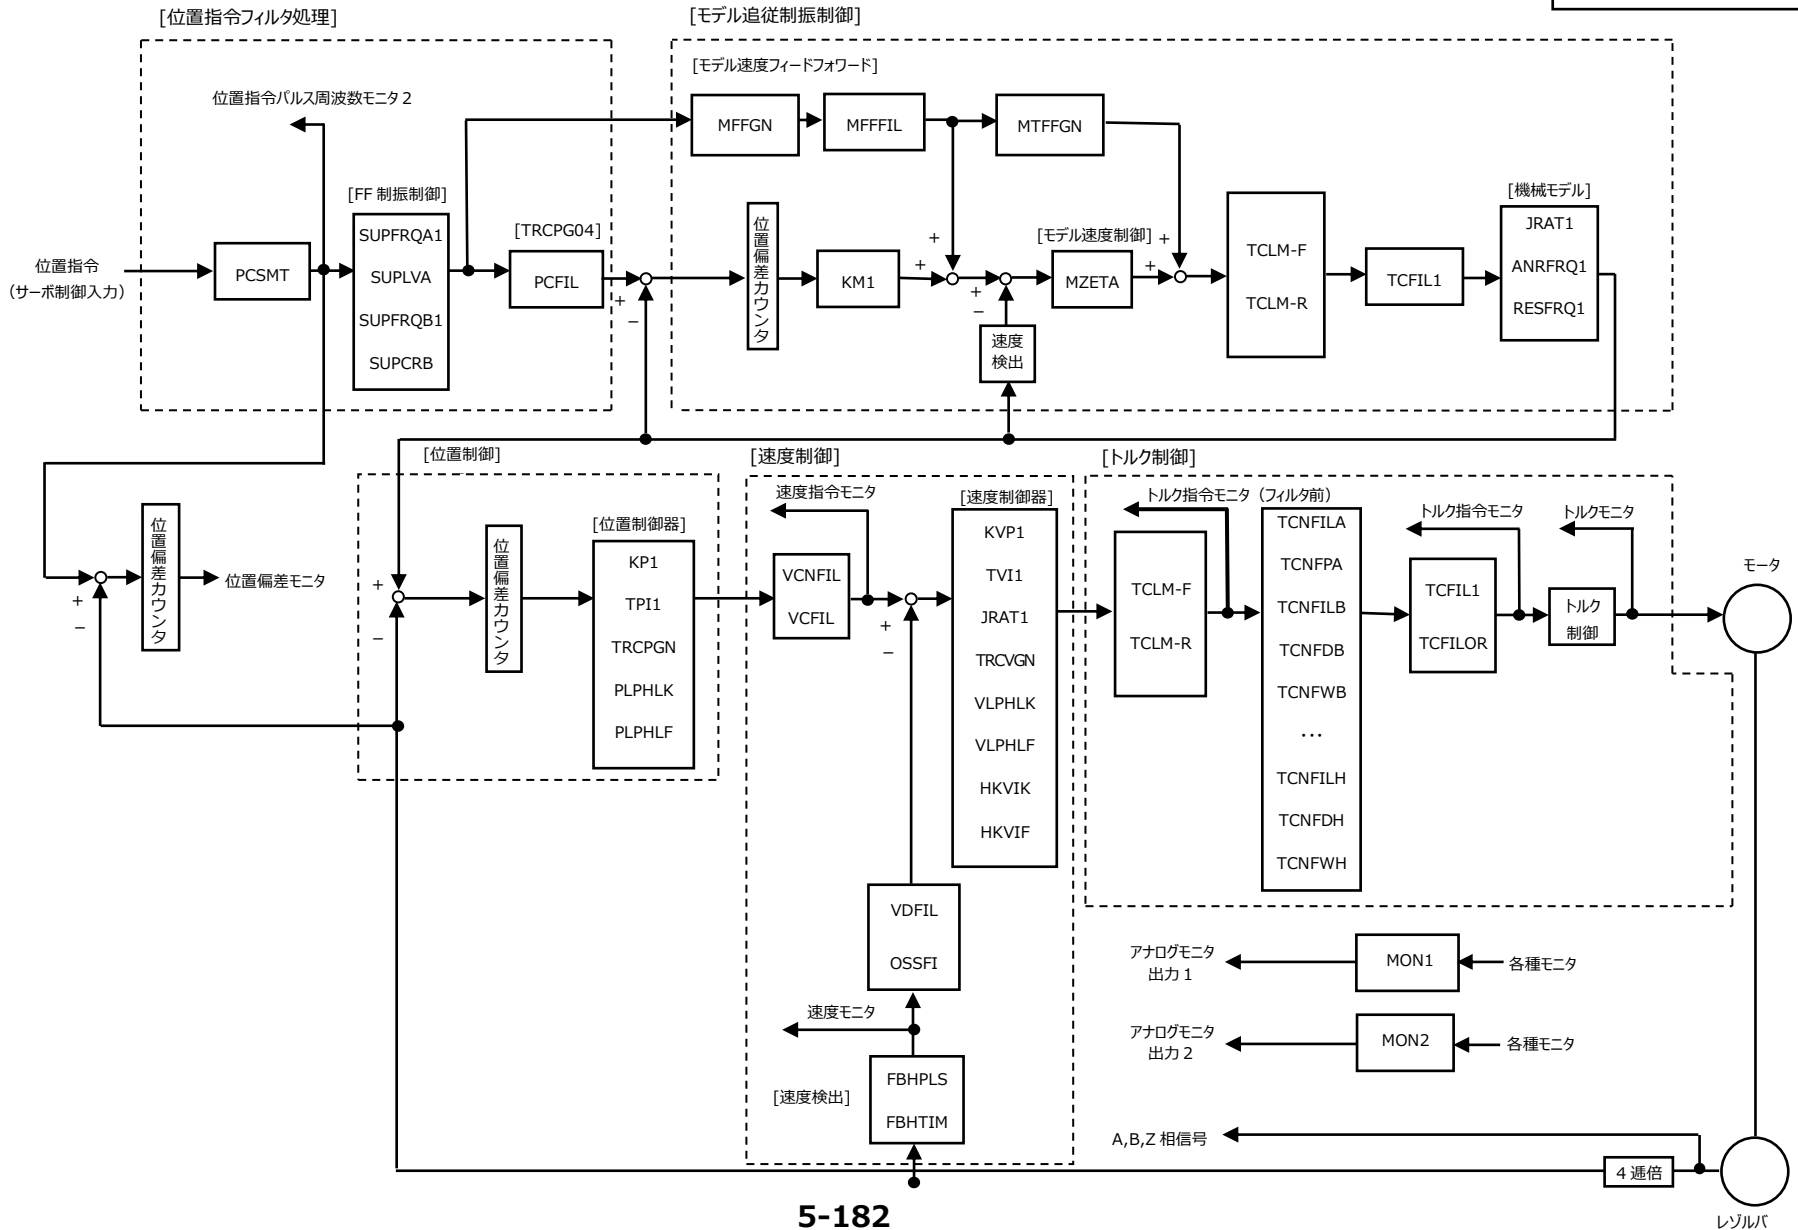 [位置指令フィルタ処理]
[モデル追従制振制御]
[モデル速度フィードフォワード]
位置指令パルス周波数モニタ 2
MFFGN
MFFFIL
MTFFGN
[FF 制振制御]
[TRCPG04]
[機械モデル]
位置指令
(サーボ制御入力)
PCSMT
SUPFRQA1
SUPLVA
SUPFRQB1
SUPCRB
PCFIL
+
−
位置偏差カウンタ
KM1
+
+
+
−
速度
検出
[モデル速度制御]
MZETA
+
+
TCLM-F
TCLM-R
TCFIL1
JRAT1
ANRFRQ1
RESFRQ1
+
−
位置偏差カウンタ
位置偏差モニタ
[位置制御]
+
−
位置偏差カウンタ
[位置制御器]
KP1
TPI1
TRCPGN
PLPHLK
PLPHLF
[速度制御]
速度指令モニタ
VCNFIL
VCFIL
+
−
[速度制御器]
KVP1
TVI1
JRAT1
TRCVGN
VLPHLK
VLPHLF
HKVIK
HKVIF
VDFIL
OSSFI
速度モニタ
[速度検出]
FBHPLS
FBHTIM
[トルク制御]
トルク指令モニタ (フィルタ前)
TCLM-F
TCLM-R
TCNFILA
TCNFPA
TCNFILB
TCNFDB
TCNFWB
…
TCNFILH
TCNFDH
TCNFWH
トルク指令モニタ
TCFIL1
TCFILOR
トルクモニタ
トルク
制御
モータ
アナログモニタ
出力 1
MON1
各種モニタ
アナログモニタ
出力 2
MON2
各種モニタ
A,B,Z 相信号
4 逓倍
レゾルバ
5-182